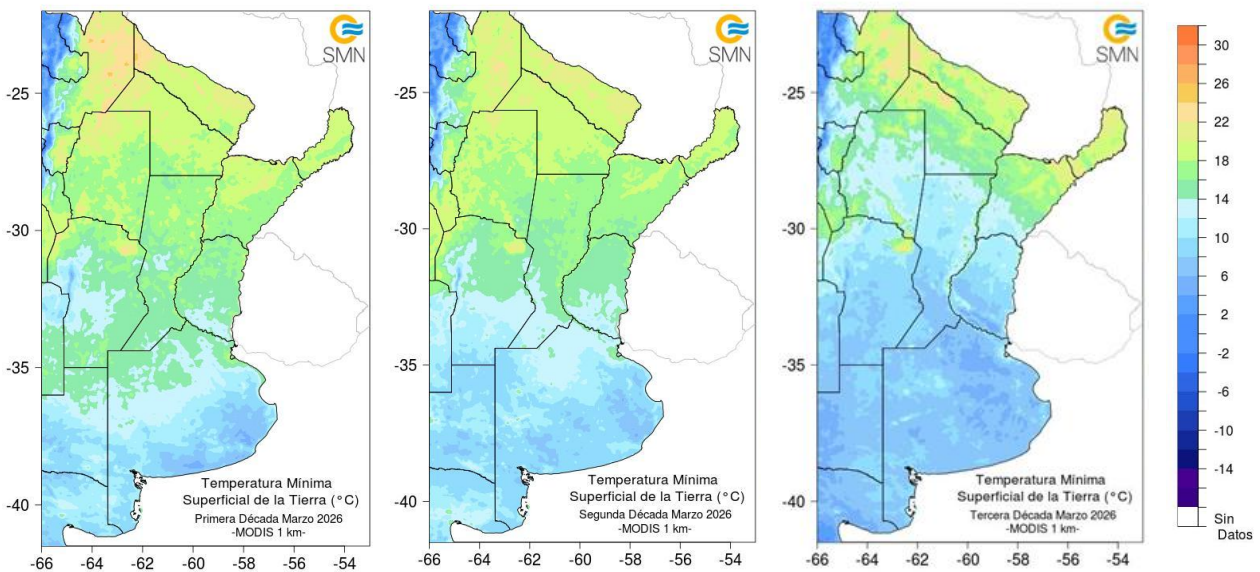 SMN
-25
-30
-35
-40
Temperatura Mínima
Superficial de la Tierra (°C)
Primera Década Marzo 2026
-MODIS 1 km-
-66
-64
-62
-60
-58
-56
-54
SMN
-25
-30
-35
-40
Temperatura Mínima
Superficial de la Tierra (°C)
Segunda Década Marzo 2026
-MODIS 1 km-
-66
-64
-62
-60
-58
-56
-54
SMN
-25
-30
-35
-40
Temperatura Mínima
Superficial de la Tierra (°C)
Tercera Década Marzo 2026
-MODIS 1 km-
-66
-64
-62
-60
-58
-56
-54
30
26
22
18
14
10
6
2
-2
-6
-10
-14
Sin
Datos